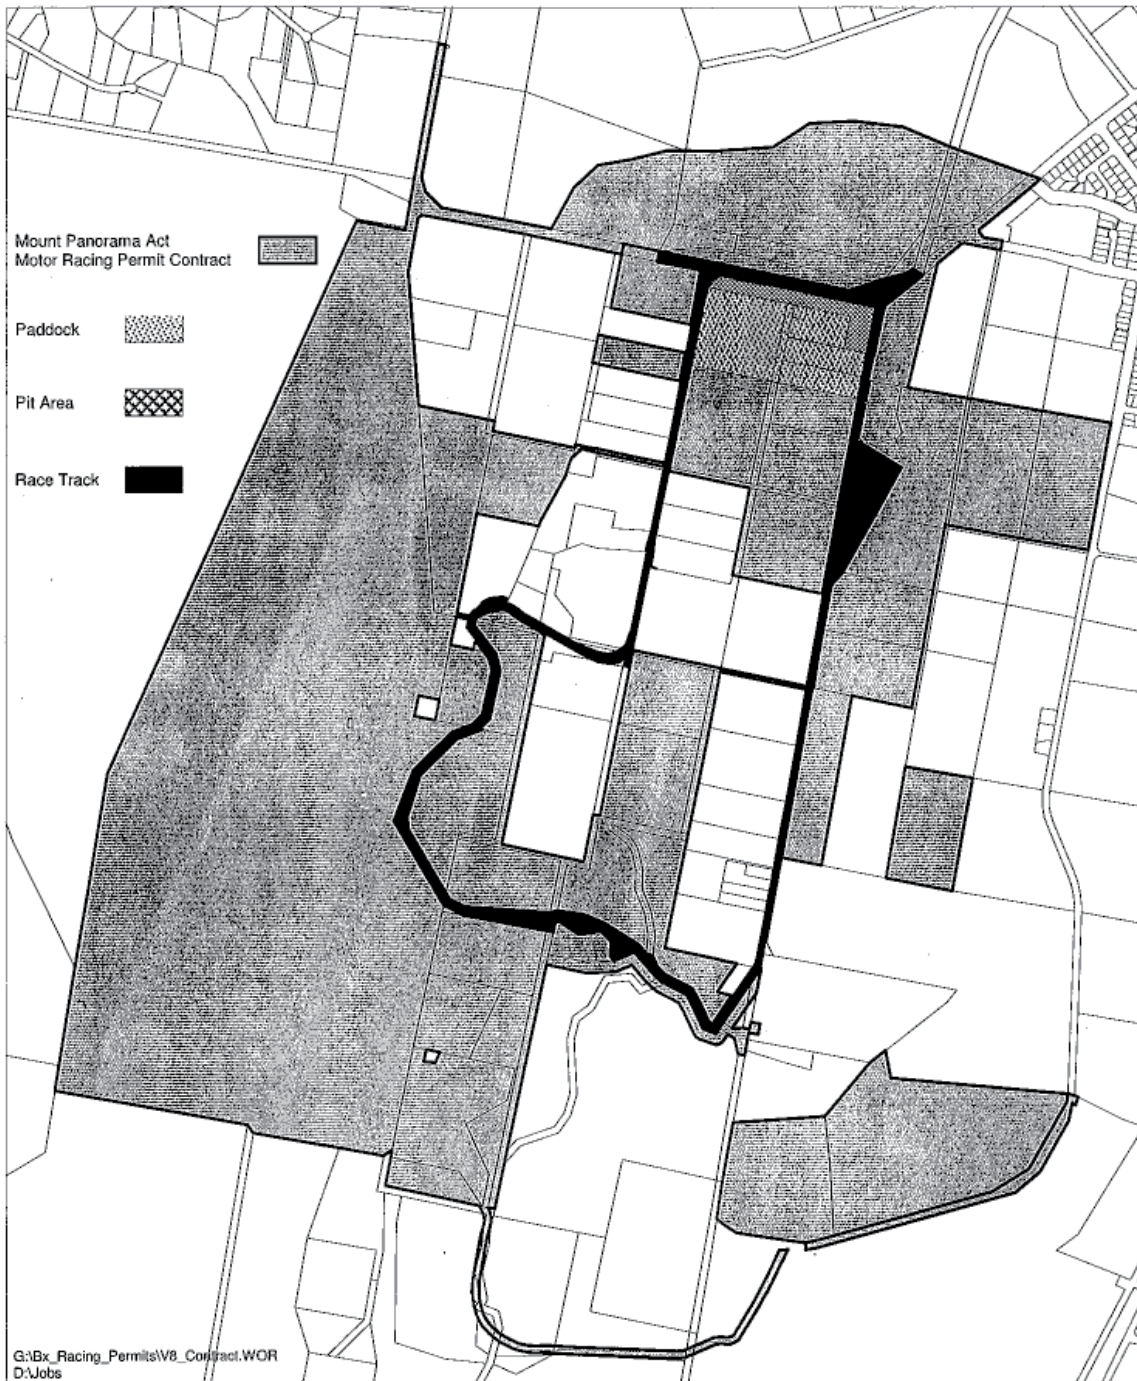 Mount Panorama Act
Motor Racing Permit Contract
Paddock
Pit Area
Race Track
G:\Bx_Racing_Permits\V8_Contract.WOR
D:\Jobs